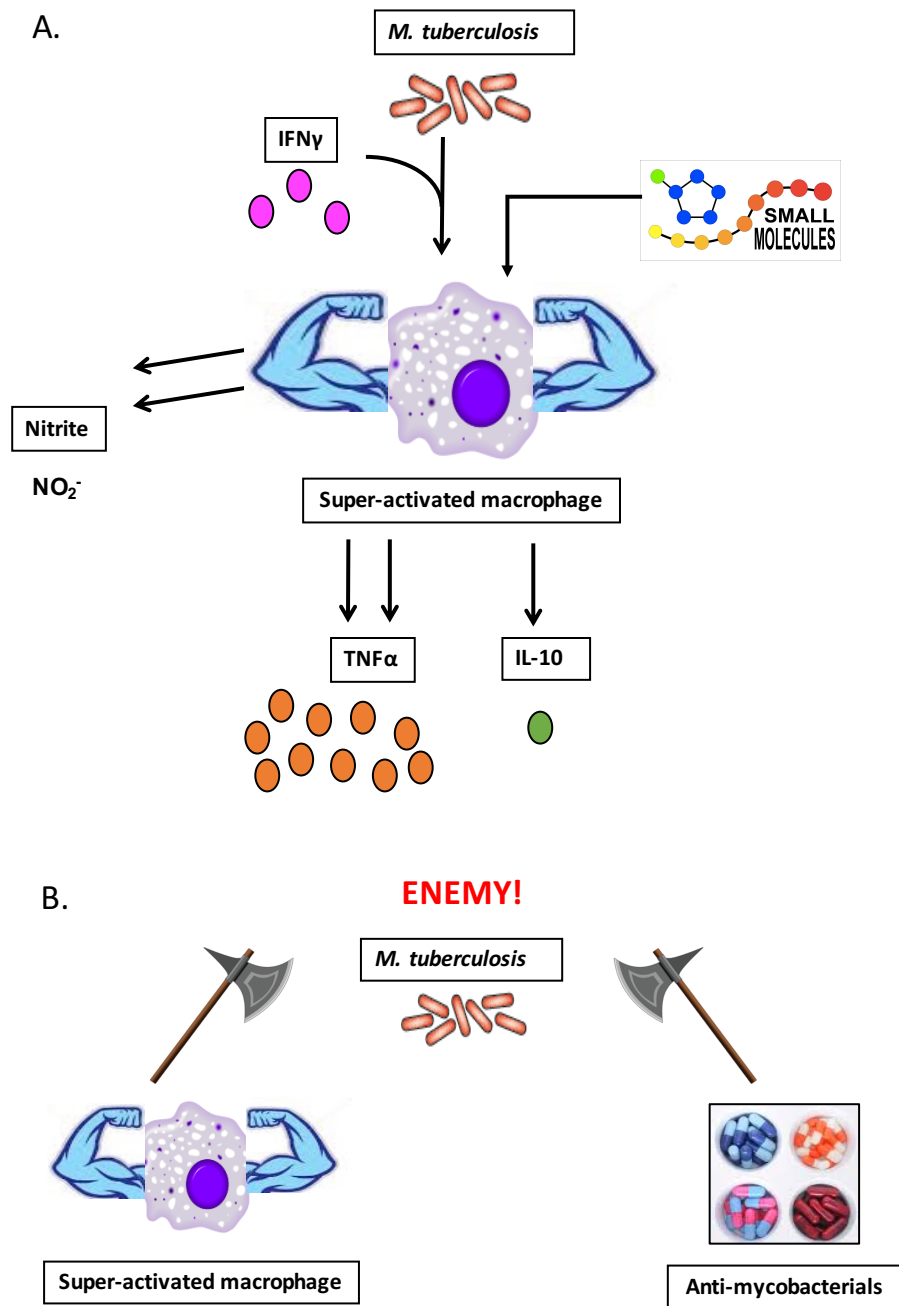 A.
M. tuberculosis
IFNγ
SMALL
MOLECULES
Nitrite
NO₂⁻
Super-activated macrophage
TNFα
IL-10
B.
ENEMY!
M. tuberculosis
Super-activated macrophage
Anti-mycobacterials